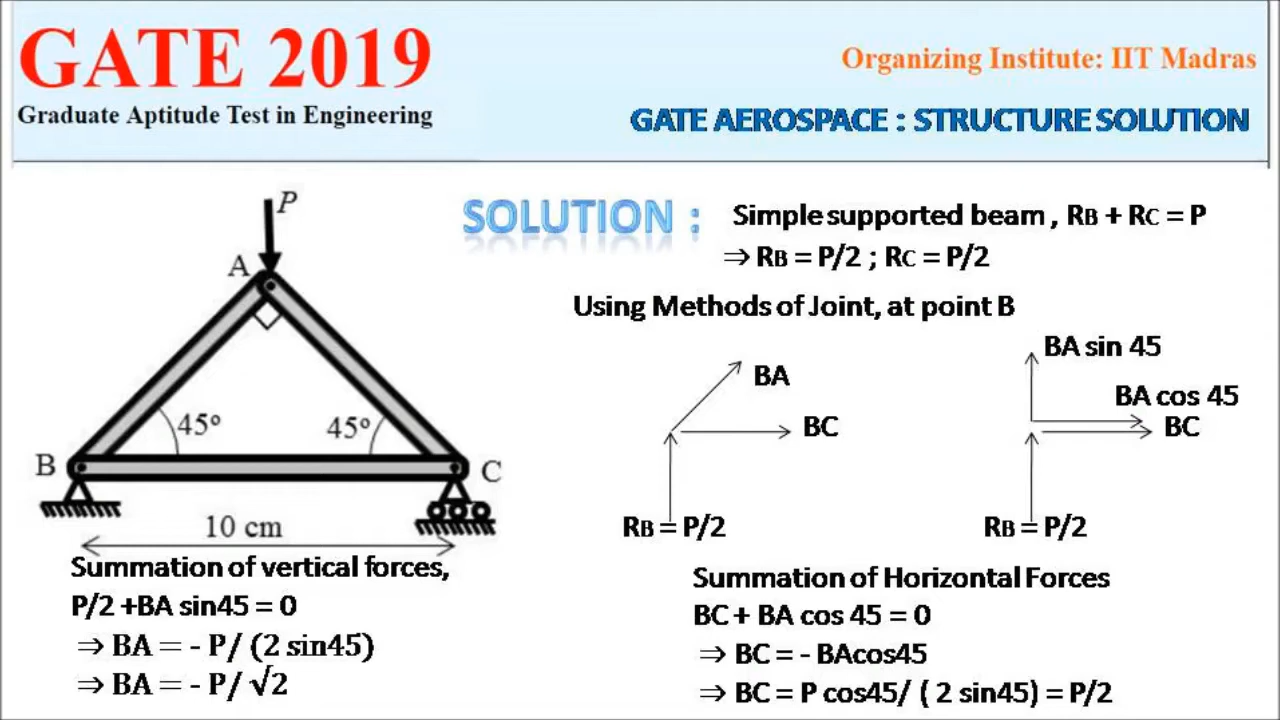 GATE 2019
Graduate Aptitude Test in Engineering
Organizing Institute: IIT Madras
GATE AEROSPACE : STRUCTURE SOLUTION
P
A
45º
45º
B
C
10 cm
SOLUTION :
Simple supported beam , RB + RC = P
⇒ RB = P/2 ; RC = P/2
Using Methods of Joint, at point B
BA
BC
RB = P/2
BA sin 45
BA cos 45
BC
RB = P/2
Summation of vertical forces,
P/2 +BA sin45 = 0
⇒ BA = - P/ (2 sin45)
⇒ BA = - P/ √2
Summation of Horizontal Forces
BC + BA cos 45 = 0
⇒ BC = - BAcos45
⇒ BC = P cos45/ ( 2 sin45) = P/2